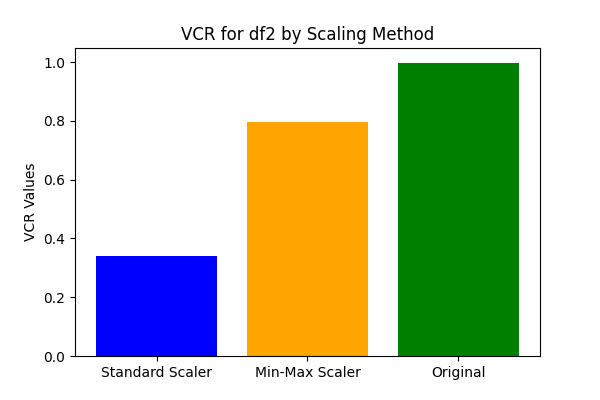 VCR for df2 by Scaling Method
VCR Values
1.0
0.8
0.6
0.4
0.2
0.0
Standard Scaler
Min-Max Scaler
Original